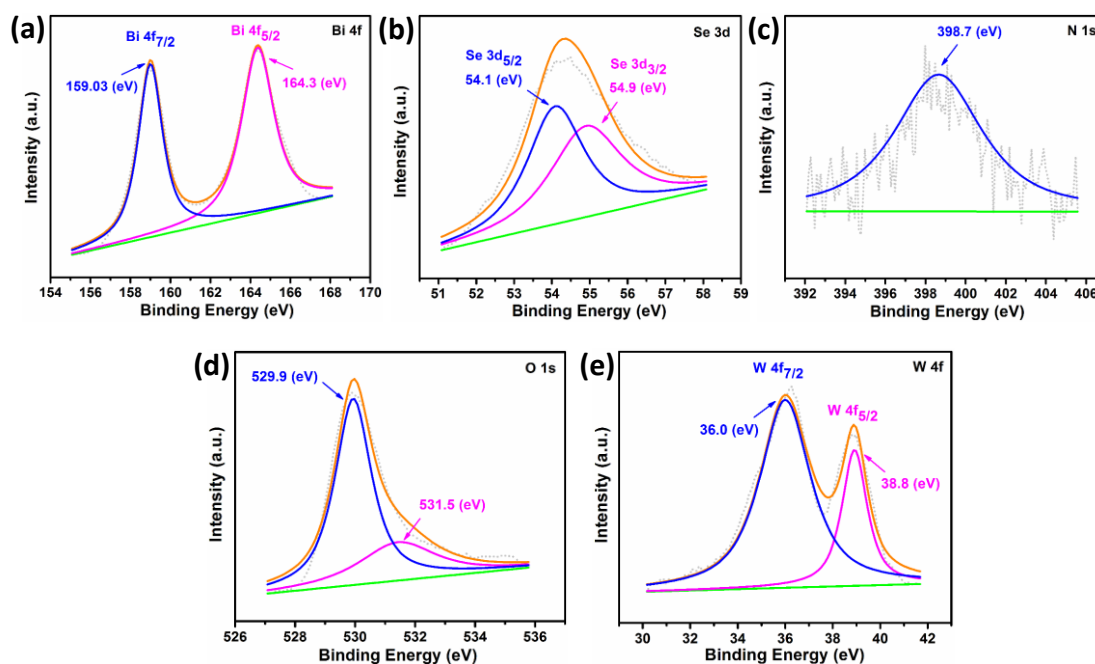 (a)
Bi 4f
Bi 4f7/2
159.03 (eV)
Bi 4f5/2
164.3 (eV)
Intensity (a.u.)
154 156 158 160 162 164 166 168 170
Binding Energy (eV)
(b)
Se 3d
Se 3d5/2
54.1 (eV)
Se 3d3/2
54.9 (eV)
Intensity (a.u.)
51 52 53 54 55 56 57 58 59
Binding Energy (eV)
(c)
N 1s
398.7 (eV)
Intensity (a.u.)
392 394 396 398 400 402 404 406
Binding Energy (eV)
(d)
O 1s
529.9 (eV)
531.5 (eV)
Intensity (a.u.)
526 528 530 532 534 536
Binding Energy (eV)
(e)
W 4f
W 4f7/2
36.0 (eV)
W 4f5/2
38.8 (eV)
Intensity (a.u.)
30 32 34 36 38 40 42
Binding Energy (eV)